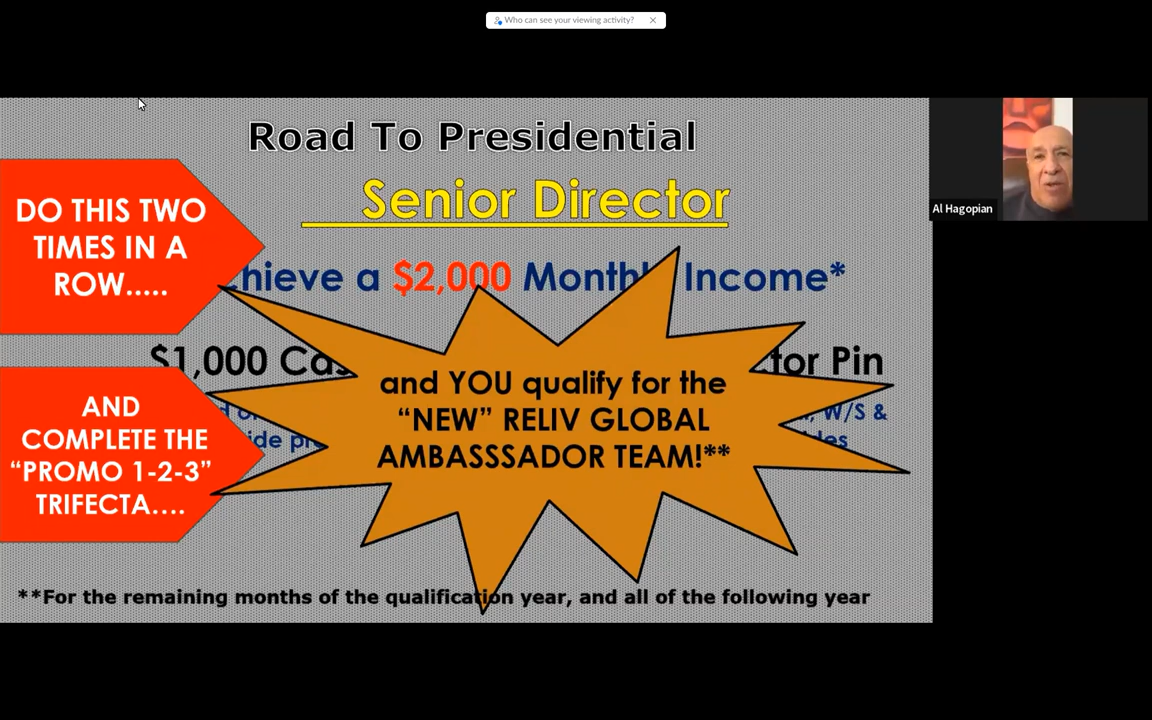 Who can see your viewing activity?
Road To Presidential
Senior Director
hieve a $2,000 Income*
$1,000 Pin
W/S &
DO THIS TWO
TIMES IN A
ROW.....
AND
COMPLETE THE
“PROMO 1-2-3”
TRIFECTA....
and YOU qualify for the
“NEW” RELIV GLOBAL
AMBASSSADOR TEAM!**
**For the remaining months of the qualification year, and all of the following year
Al Hagopian